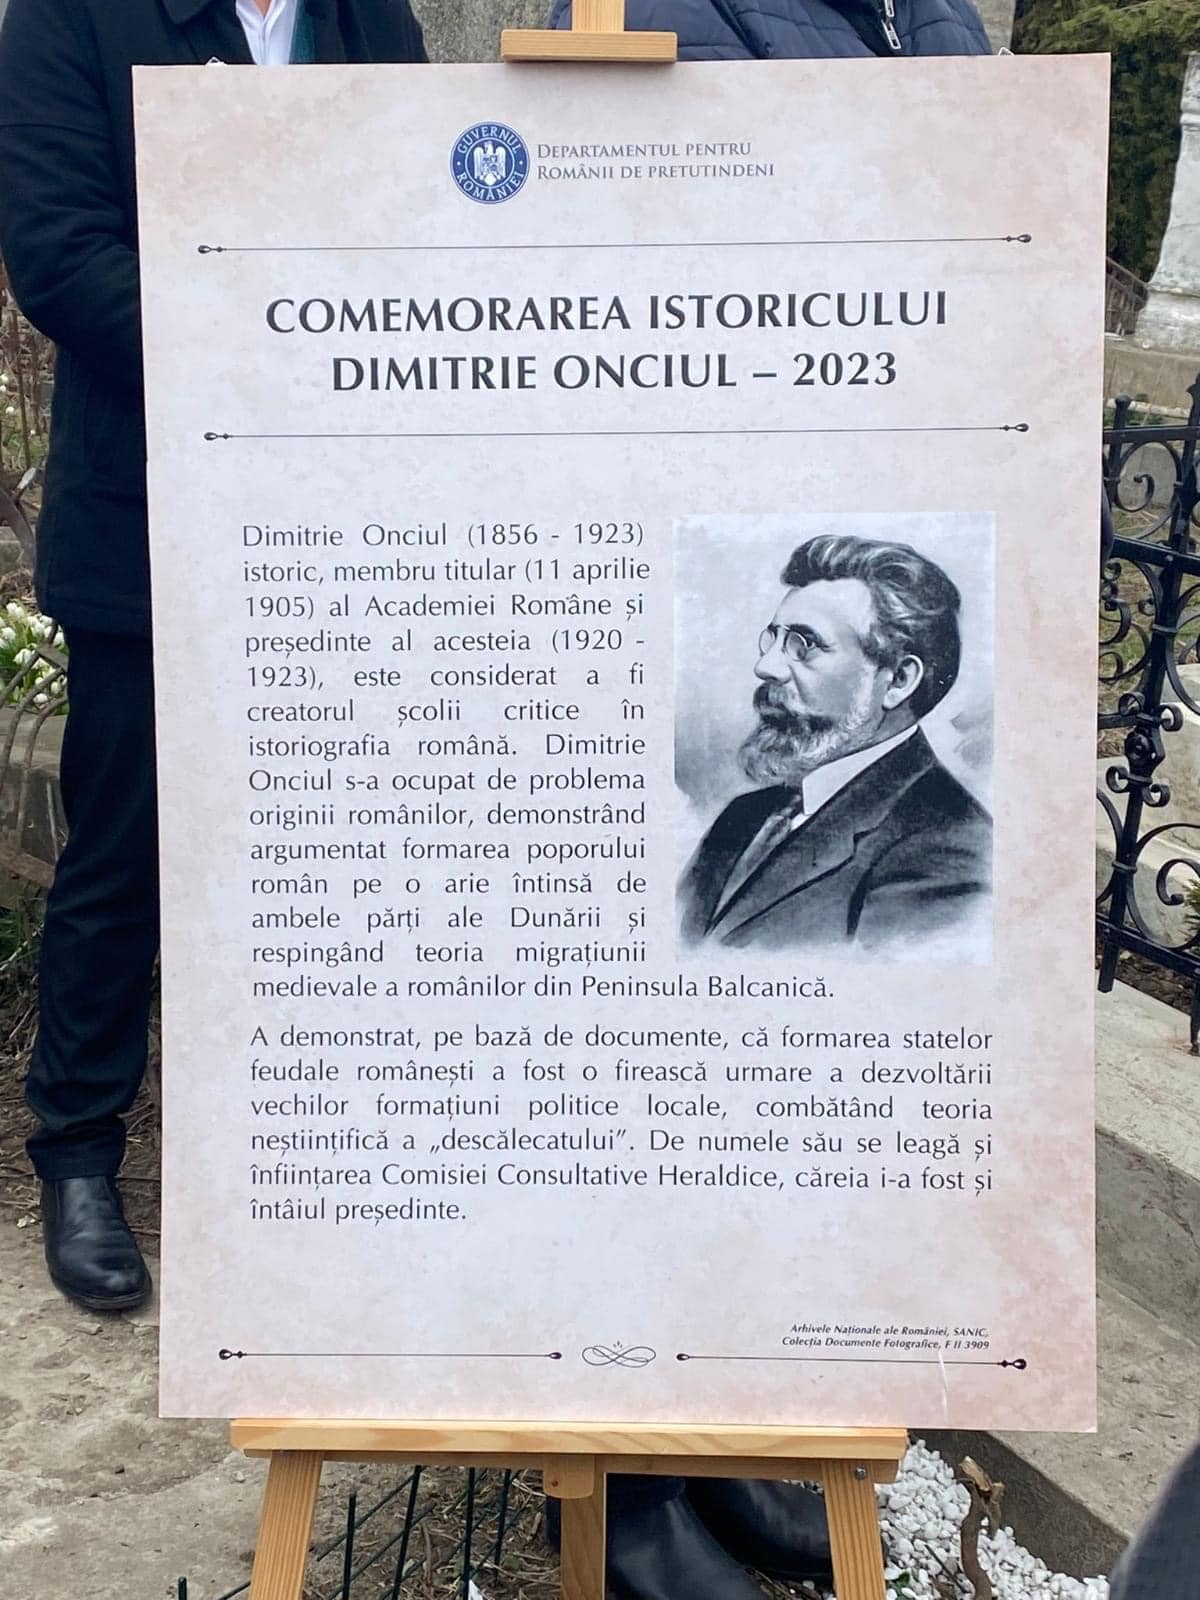 GUVERNUL ROMÂNIEI
DEPARTAMENTUL PENTRU
ROMÂNII DE PRETUTINDENI
COMEMORAREA ISTORICULUI
DIMITRIE ONCIUL – 2023
Dimitrie Onciul (1856 - 1923)
istoric, membru titular (11 aprilie
1905) al Academiei Române și
președinte al acesteia (1920 -
1923), este considerat a fi
creatorul școlii critice în
istoriografia română. Dimitrie
Onciul s-a ocupat de problema
originii românilor, demonstrând
argumentat formarea poporului
român pe o arie întinsă de
ambele părți ale Dunării și
respingând teoria migrațiunii
medievale a românilor din Peninsula Balcanică.
A demonstrat, pe bază de documente, că formarea statelor
feudale românești a fost o firească urmare a dezvoltării
vechilor formațiuni politice locale, combătând teoria
neștiințifică a „descălecatului”. De numele său se leagă și
înființarea Comisiei Consultative Heraldice, căreia i-a fost și
întâiul președinte.
Arhivele Naționale ale României, SANIC,
Colecția Documente Fotografice, F II 3909